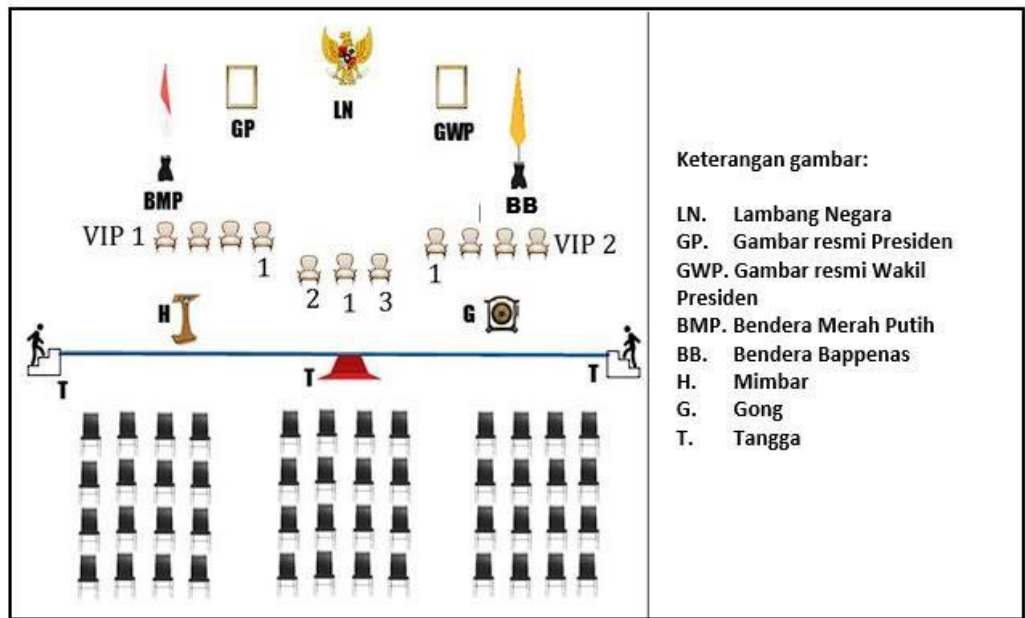 LN
GP
GWP
BMP
BB
VIP 1
VIP 2
1
1
2 1 3
H
G
T
T
T
Keterangan gambar:
LN. Lambang Negara
GP. Gambar resmi Presiden
GWP. Gambar resmi Wakil
Presiden
BMP. Bendera Merah Putih
BB. Bendera Bappenas
H. Mimbar
G. Gong
T. Tangga